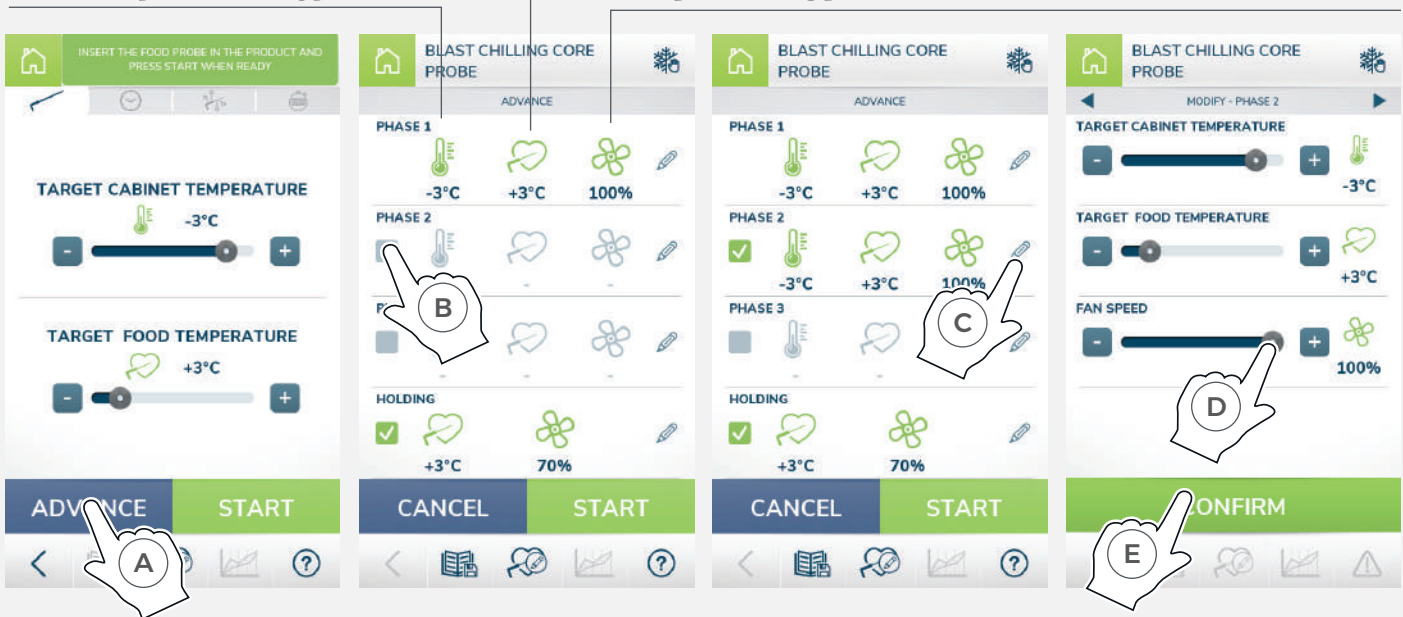 INSERT THE FOOD PROBE IN THE PRODUCT AND
PRESS START WHEN READY
TARGET CABINET TEMPERATURE
-3°C
-
+
TARGET FOOD TEMPERATURE
+3°C
-
+
ADVANCE
START
A
?
BLAST CHILLING CORE
PROBE
ADVANCE
PHASE 1
-3°C +3°C 100%
PHASE 2
- -
B
- - -
HOLDING
+3°C 70%
CANCEL
START
?
BLAST CHILLING CORE
PROBE
ADVANCE
PHASE 1
-3°C +3°C 100%
PHASE 2
-3°C +3°C 100%
C
PHASE 3
- -
HOLDING
+3°C 70%
CANCEL
START
?
BLAST CHILLING CORE
PROBE
MODIFY - PHASE 2
TARGET CABINET TEMPERATURE
- +
-3°C
TARGET FOOD TEMPERATURE
- +
+3°C
FAN SPEED
- +
100%
D
CONFIRM
E